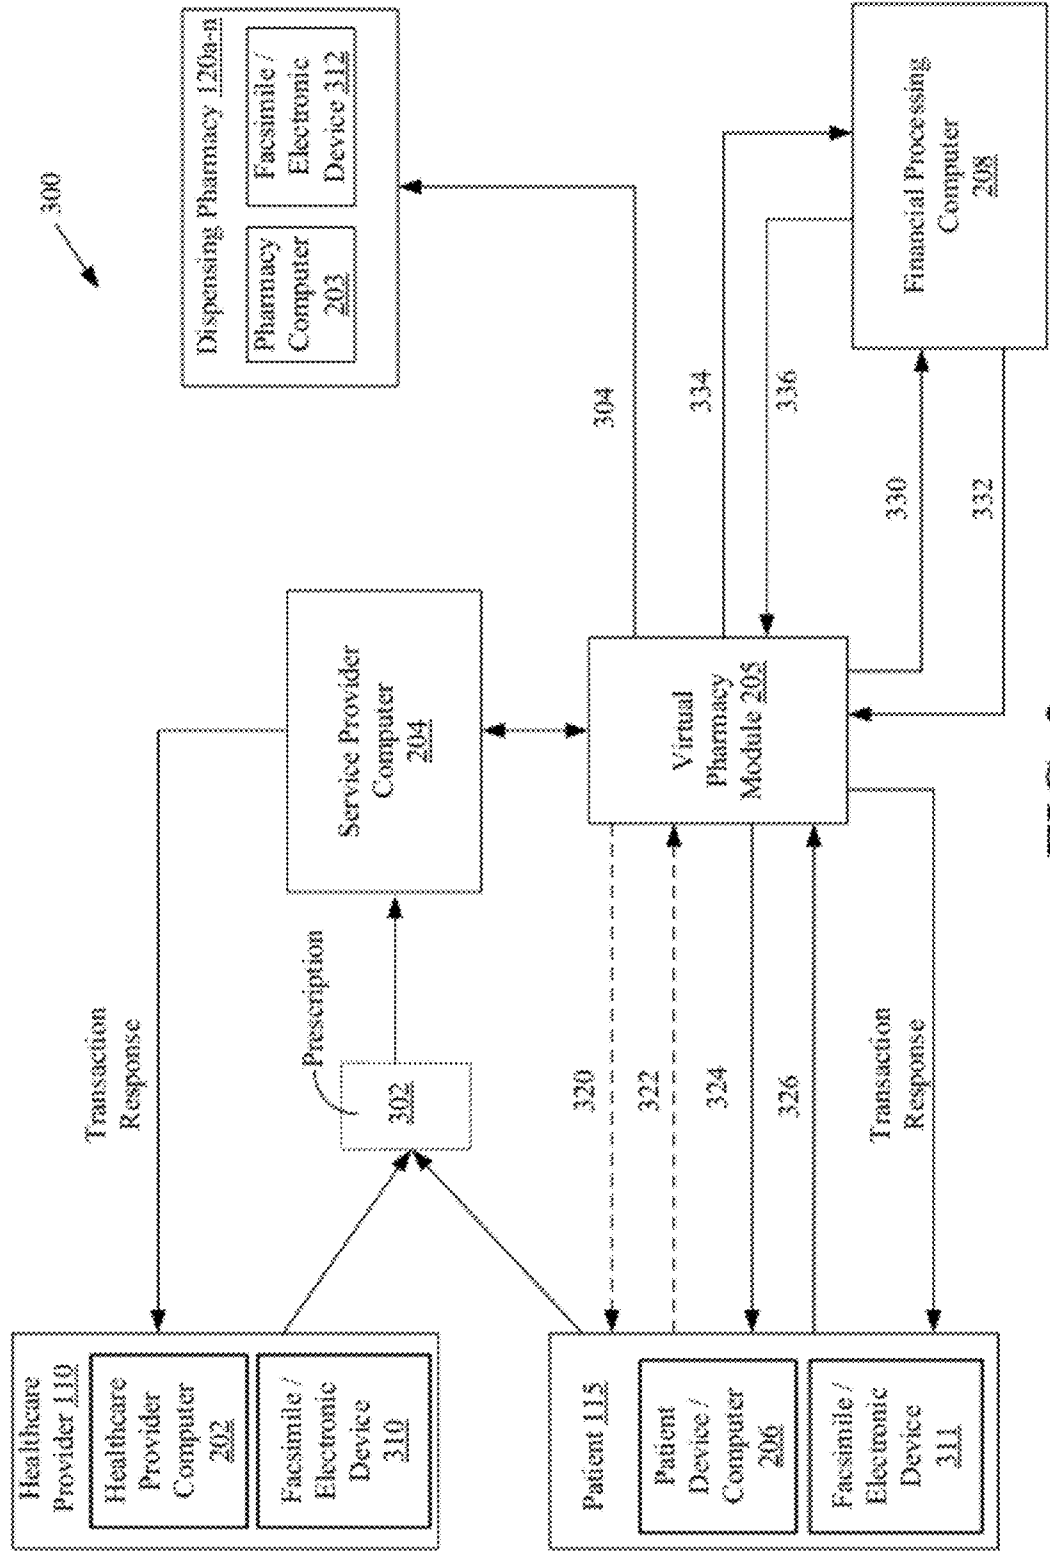 300
Healthcare
Provider 110
Healthcare
Provider
Computer
202
Facsimile /
Electronic
Device
310
Transaction
Response
Prescription
302
Service Provider
Computer
204
Dispensing Pharmacy 120a-n
Pharmacy
Computer
203
Facsimile /
Electronic
Device 312
Patient 115
Patient
Device /
Computer
206
Facsimile /
Electronic
Device
311
320
322
324
326
Transaction
Response
Virtual
Pharmacy
Module 205
304
334
336
330
332
Financial Processing
Computer
208